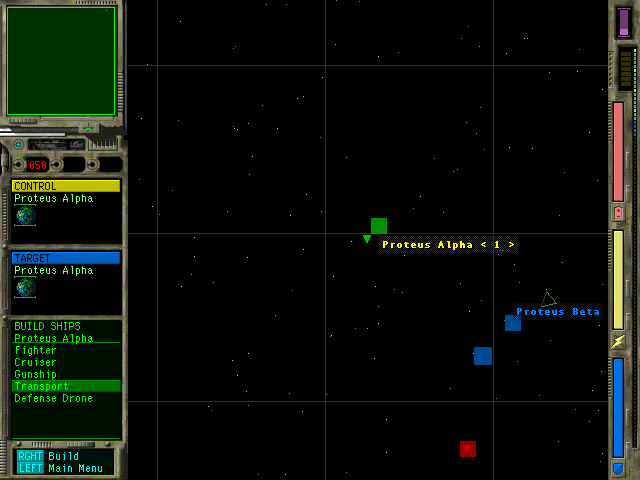 050
CONTROL
Proteus Alpha
TARGET
Proteus Alpha
BUILD SHIPS
Proteus Alpha
Fighter
Cruiser
Gunship
Transport
Defense Drone
RGHT Build
LEFT Main Menu
Proteus Alpha < 1 >
Proteus Beta